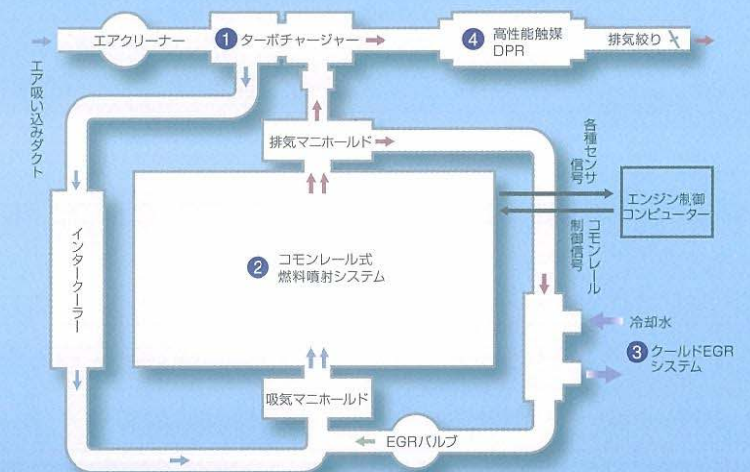 エアクリーナー
1 ターボチャージャー
4 高性能触媒
DPR
排気絞り
エア吸い込みダクト
排気マニホールド
各種センサ
信号
エンジン制御
コンピューター
コモンレール
制御信号
インタークーラー
2 コモンレール式
燃料噴射システム
冷却水
3 クールドEGR
システム
吸気マニホールド
EGRバルブ